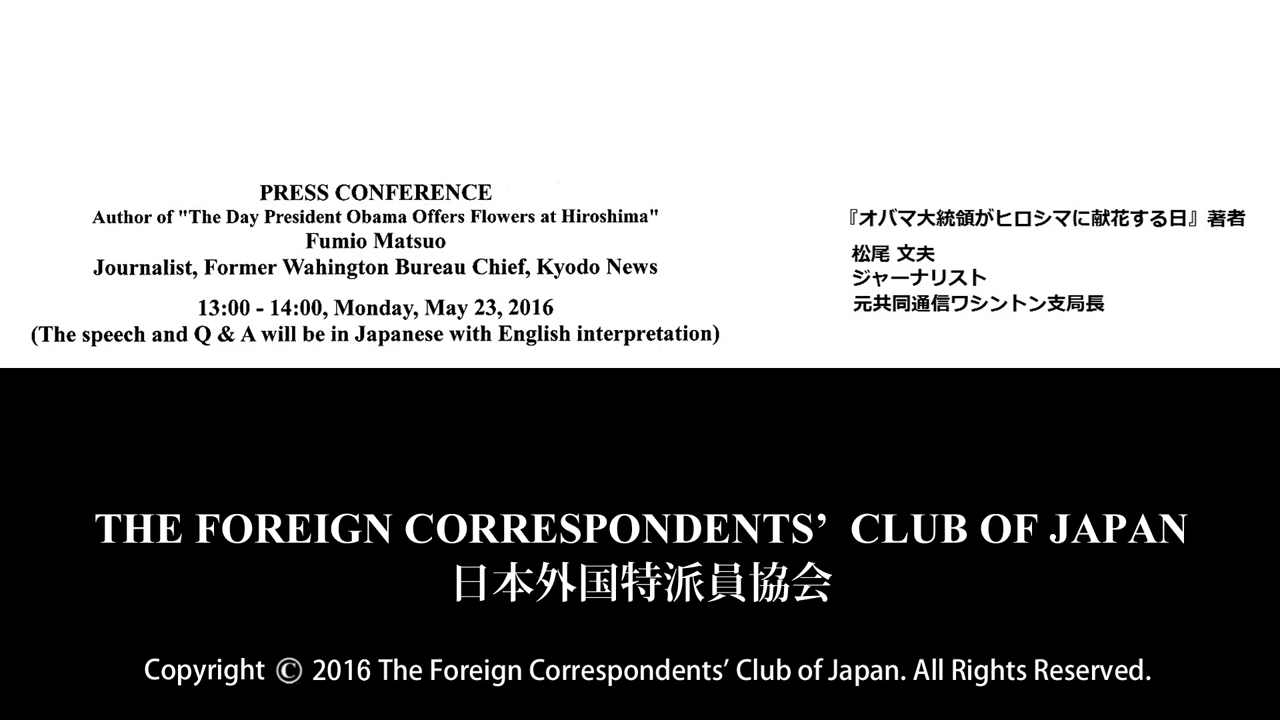 PRESS CONFERENCE
Author of "The Day President Obama Offers Flowers at Hiroshima"
Fumio Matsuo
Journalist, Former Wahington Bureau Chief, Kyodo News
13:00 - 14:00, Monday, May 23, 2016
(The speech and Q & A will be in Japanese with English interpretation)
『オバマ大統領がヒロシマに献花する日』著者
松尾 文夫
ジャーナリスト
元共同通信ワシントン支局長
THE FOREIGN CORRESPONDENTS’ CLUB OF JAPAN
日本外国特派員協会
Copyright © 2016 The Foreign Correspondents’ Club of Japan. All Rights Reserved.